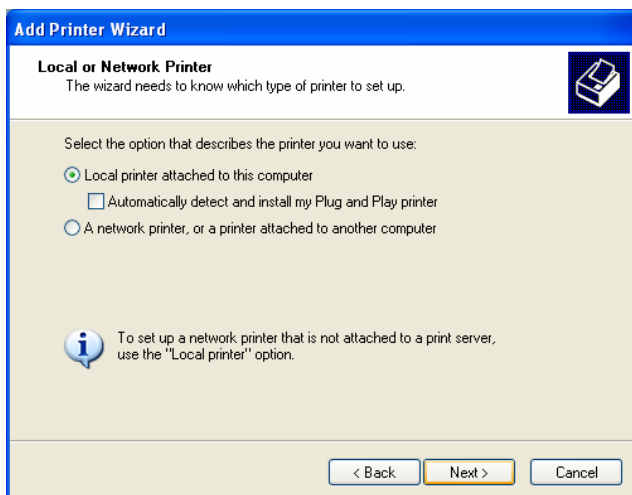 Add Printer Wizard
Local or Network Printer
The wizard needs to know which type of printer to set up.
Select the option that describes the printer you want to use:
Local printer attached to this computer
Automatically detect and install my Plug and Play printer
A network printer, or a printer attached to another computer
To set up a network printer that is not attached to a print server,
use the "Local printer" option.
< Back
Next >
Cancel